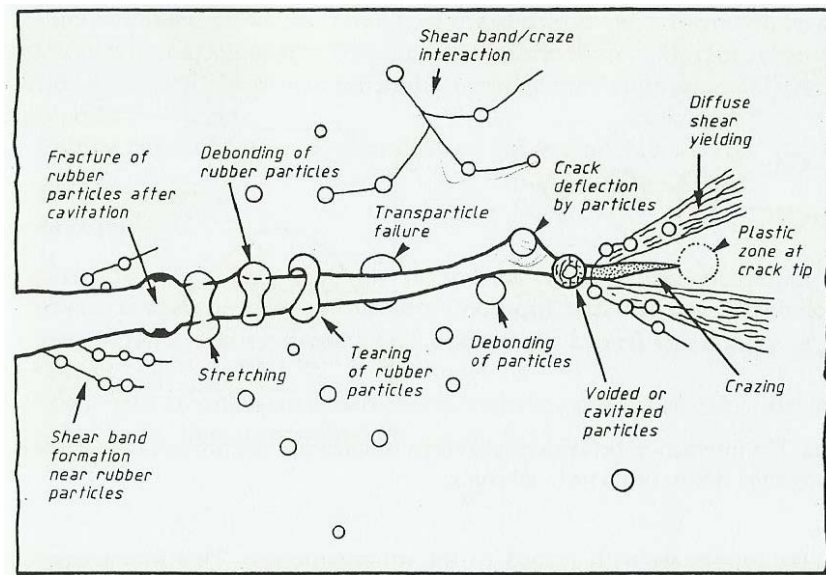 Shear band/craze
interaction
Diffuse
shear
yielding
Fracture of
rubber
particles after
cavitation
Debonding of
rubber particles
Crack
deflection
by particles
Transparticle
failure
Plastic
zone at
crack tip
Stretching
Tearing
of rubber
particles
Debonding
of particles
Voided or
cavitated
particles
Crazing
Shear band
formation
near rubber
particles